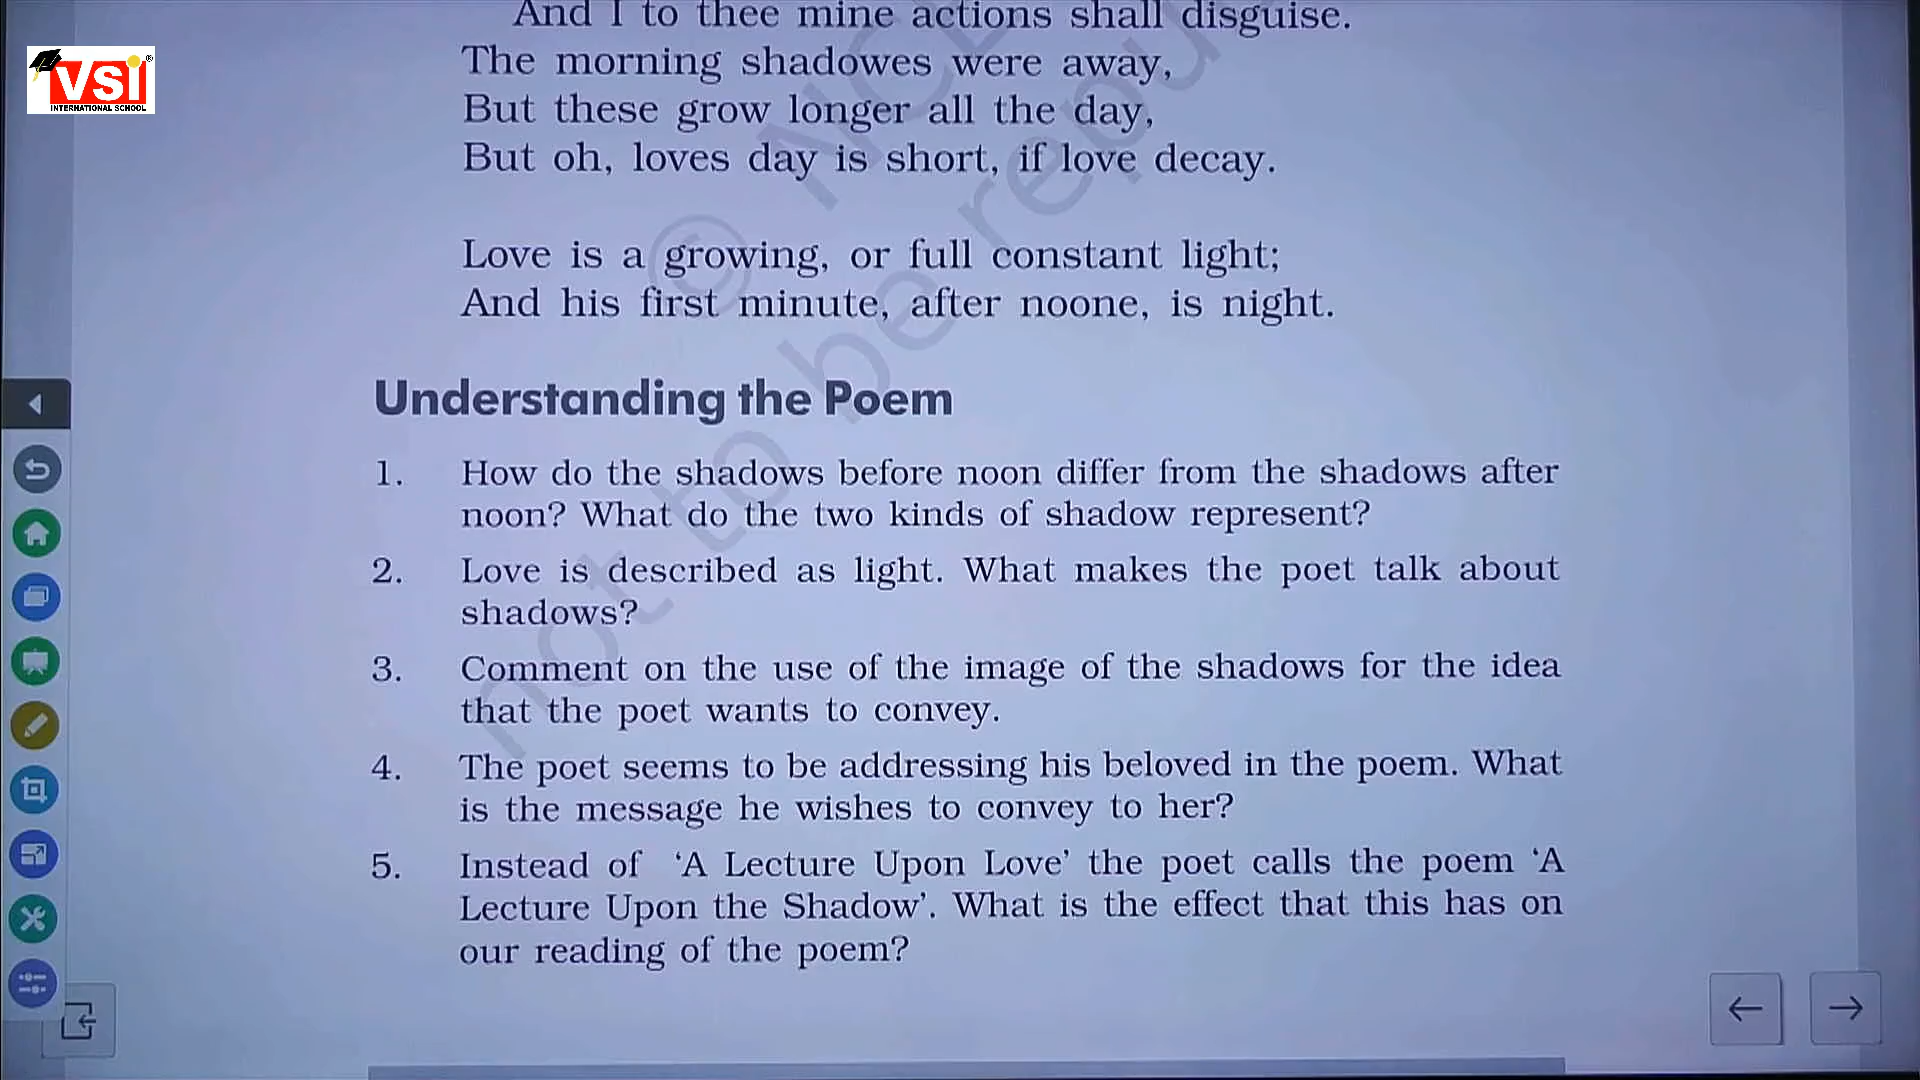 And I to thee mine actions shall disguise.
VSI
INTERNATIONAL SCHOOL
The morning shadowes were away,
But these grow longer all the day,
But oh, loves day is short, if love decay.
Love is a growing, or full constant light;
And his first minute, after noone, is night.
Understanding the Poem
1. How do the shadows before noon differ from the shadows after
noon? What do the two kinds of shadow represent?
2. Love is described as light. What makes the poet talk about
shadows?
3. Comment on the use of the image of the shadows for the idea
that the poet wants to convey.
4. The poet seems to be addressing his beloved in the poem. What
is the message he wishes to convey to her?
5. Instead of ‘A Lecture Upon Love’ the poet calls the poem ‘A
Lecture Upon the Shadow’. What is the effect that this has on
our reading of the poem?
not to be repu